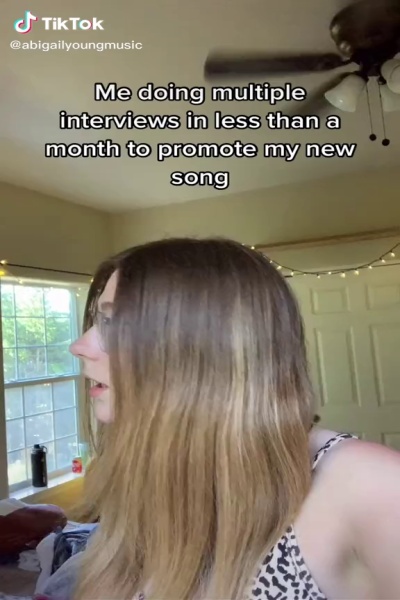 TikTok
@abigailyoungmusic
Me doing multiple
interviews in less than a
month to promote my new
song